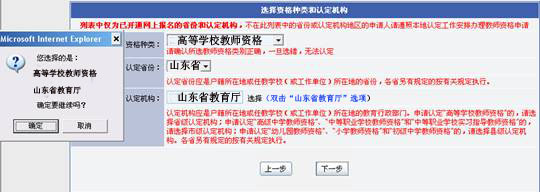 选择资格种类和认定机构
列表中仅为已开通网上报名的省份和认定机构,不在此列表中的省份或认定机构地区的申请人请遵照本地认定工作安排办理教师资格申请
Microsoft Internet Explorer
您选择的是:
高等学校教师资格
山东省教育厅
确定要继续吗?
确定
取消
资格种类: 高等学校教师资格
请确认所选教师资格类别正确,一旦选错,无法认定
认定省份: 山东省
认定省份应是户籍所在地或任教学校(或工作单位)所在地的省份,各省另有规定的按有关规定执行。
认定机构: 山东省教育厅 选择(双击“山东省教育厅”选项)
认定机构应是户籍所在地或任教学校(或工作单位)所在地的教育行政部门。申请认定"高等学校教师资格"的,请选择省级认定机构;申请认定"高级中学教师资格"、"中等职业学校教师资格"和"中等职业学校实习指导教师资格"的,请选择市级认定机构;申请认定"幼儿园教师资格"、"小学教师资格"和"初级中学教师资格"的,请选择县级认定机构。各省另有规定的按有关规定执行。
上一步
下一步